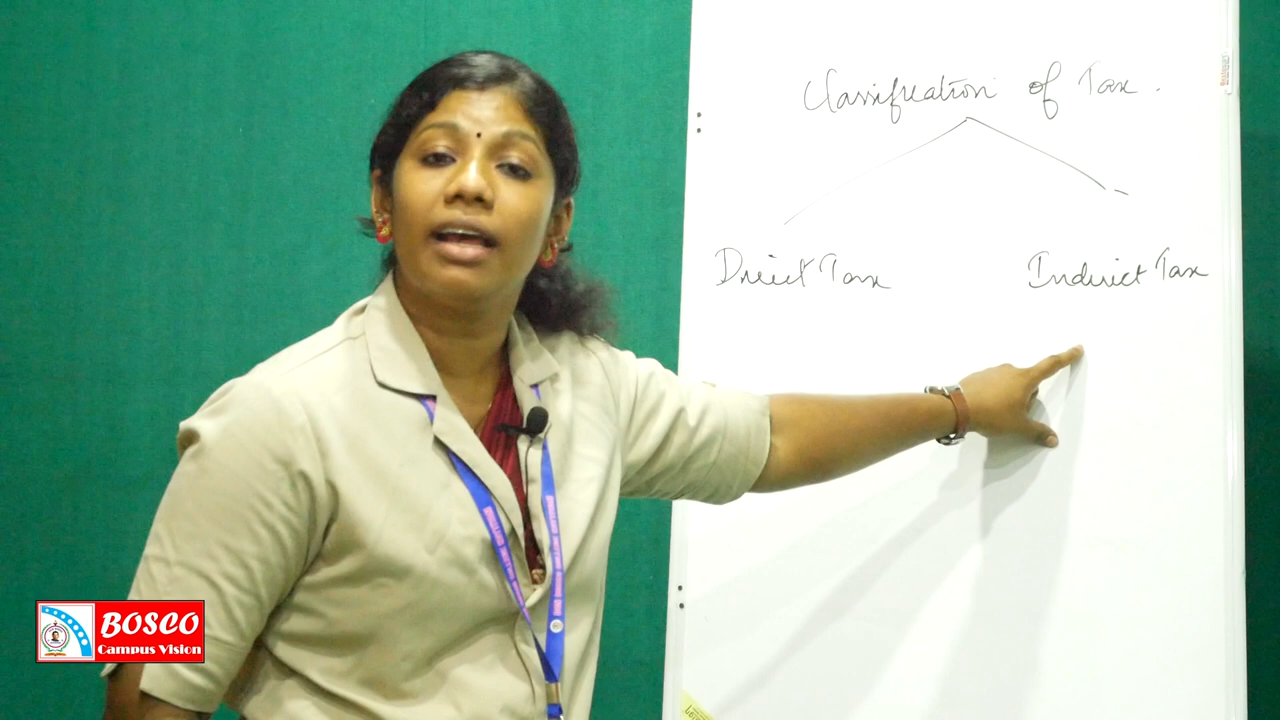 Classification of Tax.
Direct Tax
Indirect Tax
BOSCO
Campus Vision